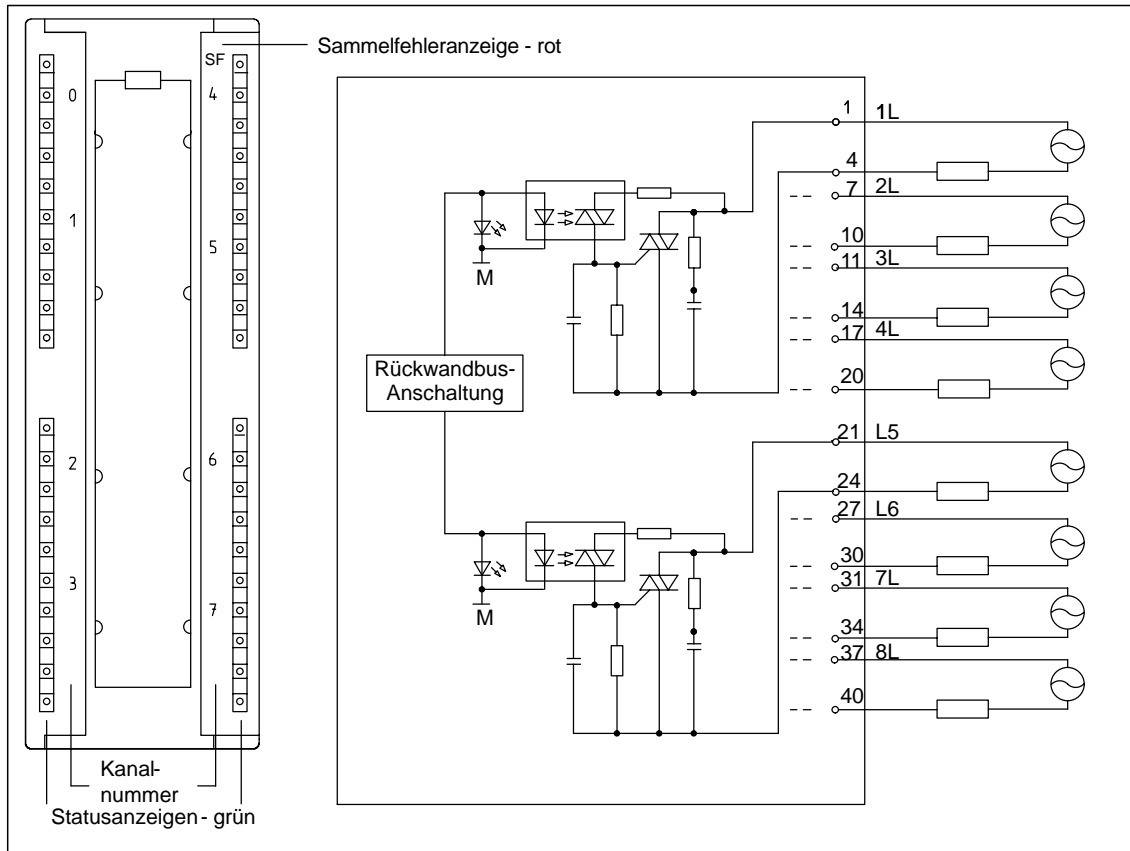 Sammelfehleranzeige - rot
SF
0
4
1
5
2
6
3
7
Kanal-
nummer
Statusanzeigen - grün
M
Rückwandbus-
Anschaltung
M
1 1L
4
7 2L
10
11 3L
14
17 4L
20
21 L5
24
27 L6
30
31 7L
34
37 8L
40